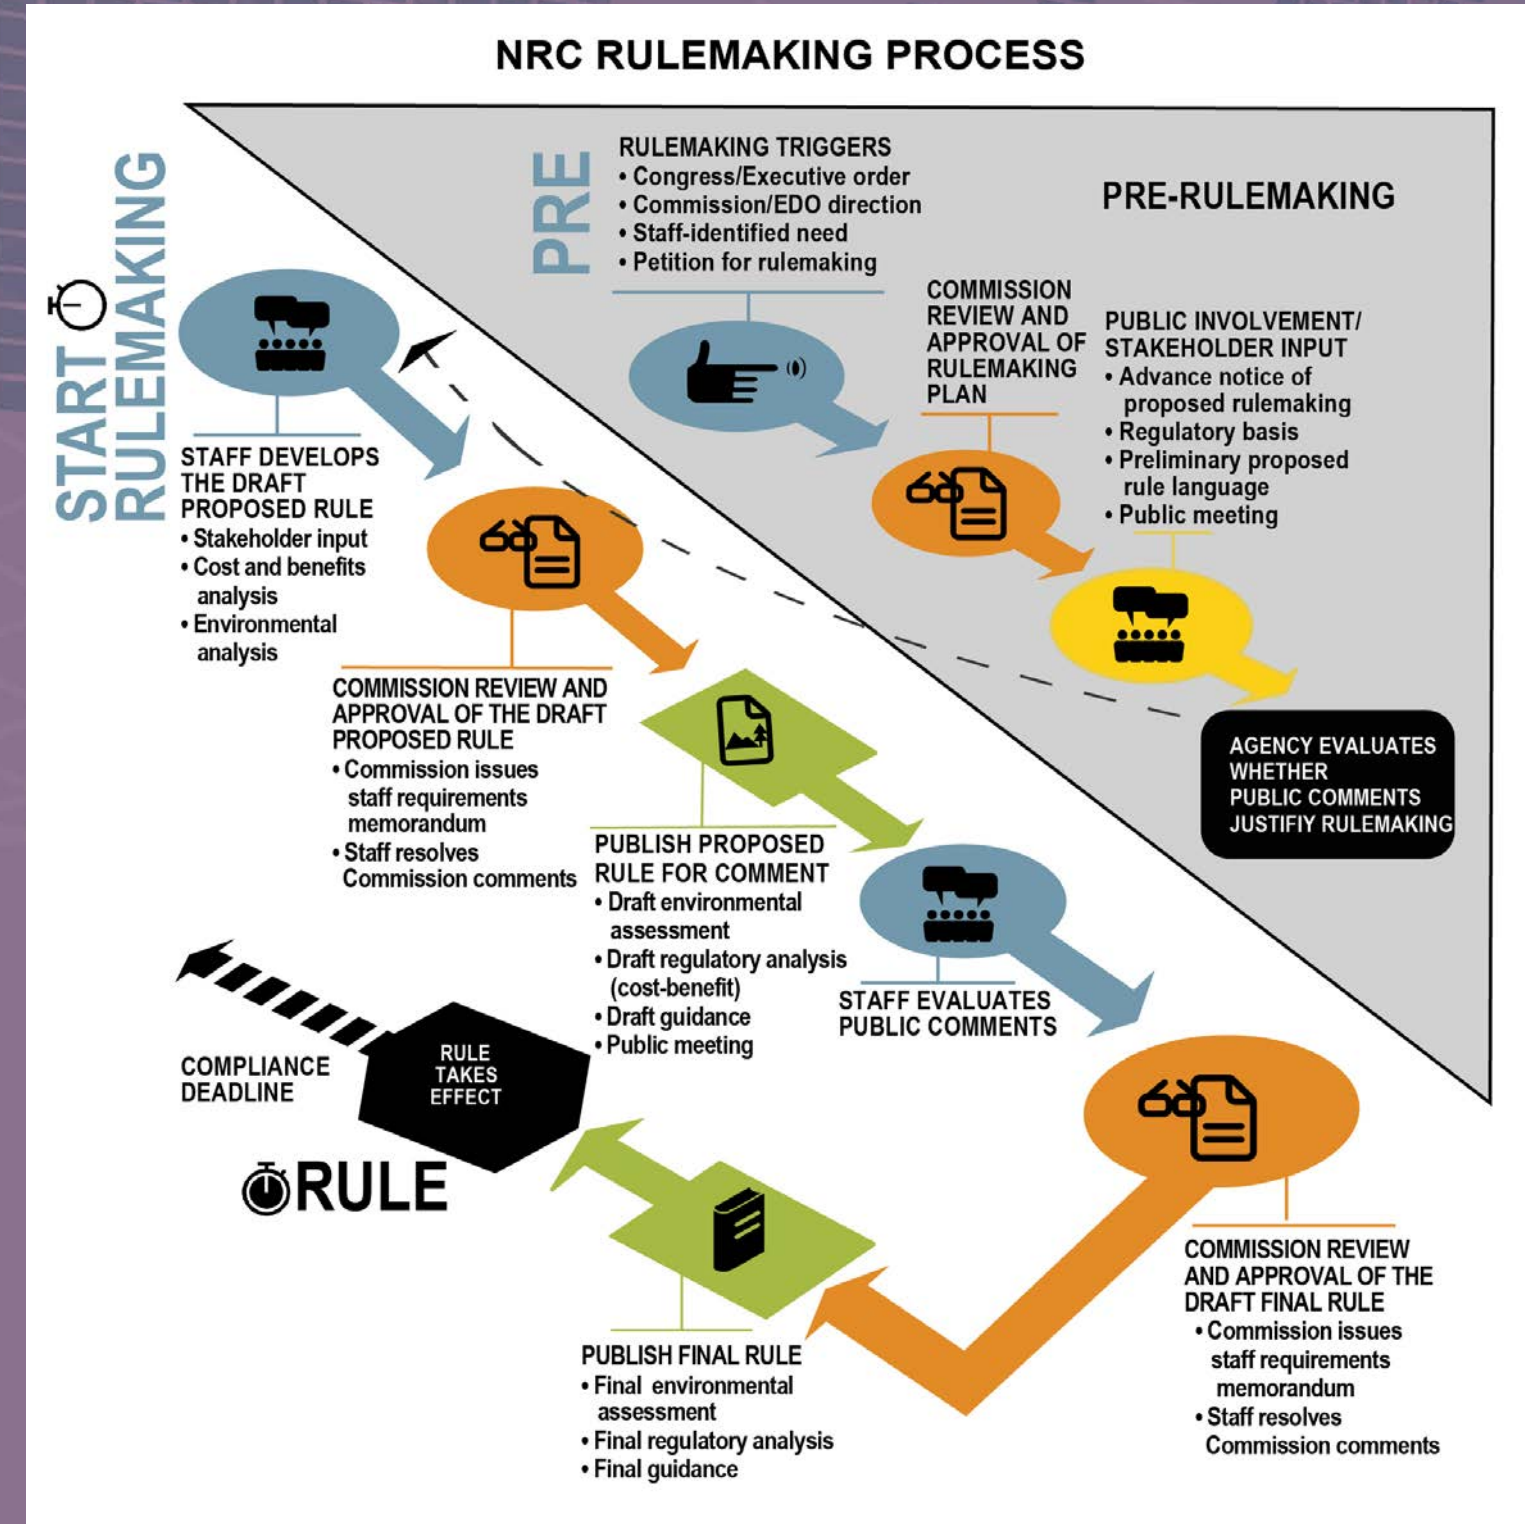 NRC RULEMAKING PROCESS
PRE
RULEMAKING TRIGGERS
• Congress/Executive order
• Commission/EDO direction
• Staff-identified need
• Petition for rulemaking
PRE-RULEMAKING
COMMISSION
REVIEW AND
APPROVAL OF
RULEMAKING
PLAN
PUBLIC INVOLVEMENT/
STAKEHOLDER INPUT
• Advance notice of
proposed rulemaking
• Regulatory basis
• Preliminary proposed
rule language
• Public meeting
AGENCY EVALUATES
WHETHER
PUBLIC COMMENTS
JUSTIFIY RULEMAKING
START
RULEMAKING
STAFF DEVELOPS
THE DRAFT
PROPOSED RULE
• Stakeholder input
• Cost and benefits
analysis
• Environmental
analysis
COMMISSION REVIEW AND
APPROVAL OF THE DRAFT
PROPOSED RULE
• Commission issues
staff requirements
memorandum
• Staff resolves
Commission comments
PUBLISH PROPOSED
RULE FOR COMMENT
• Draft environmental
assessment
• Draft regulatory analysis
(cost-benefit)
• Draft guidance
• Public meeting
STAFF EVALUATES
PUBLIC COMMENTS
COMMISSION REVIEW
AND APPROVAL OF THE
DRAFT FINAL RULE
• Commission issues
staff requirements
memorandum
• Staff resolves
Commission comments
PUBLISH FINAL RULE
• Final environmental
assessment
• Final regulatory analysis
• Final guidance
RULE
TAKES
EFFECT
RULE
COMPLIANCE
DEADLINE